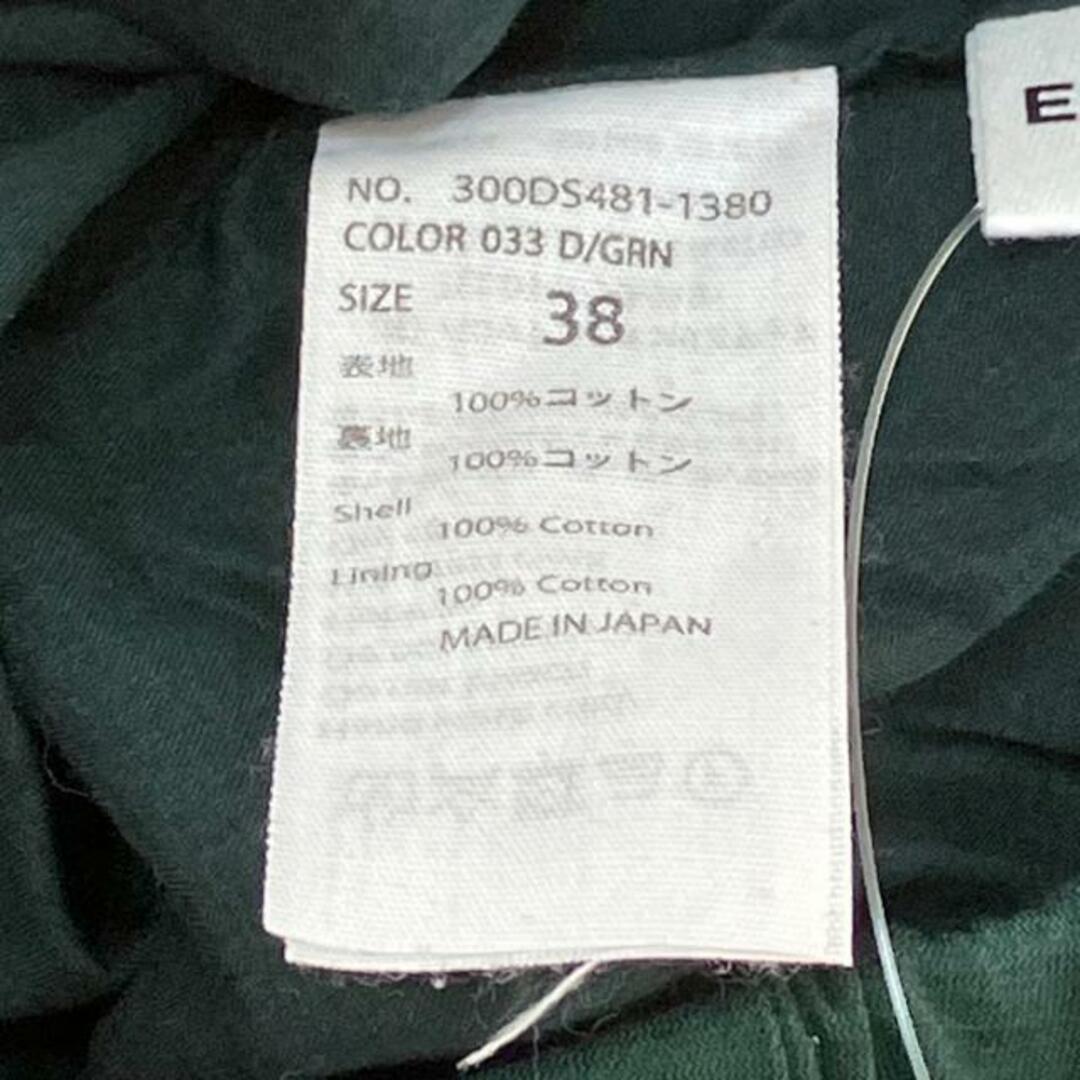 NO. 300DS481-1380
COLOR 033 D/GRN
SIZE 38
表地
100%コットン
裏地
100%コットン
Shell
100% Cotton
Lining
100% Cotton
MADE IN JAPAN
E